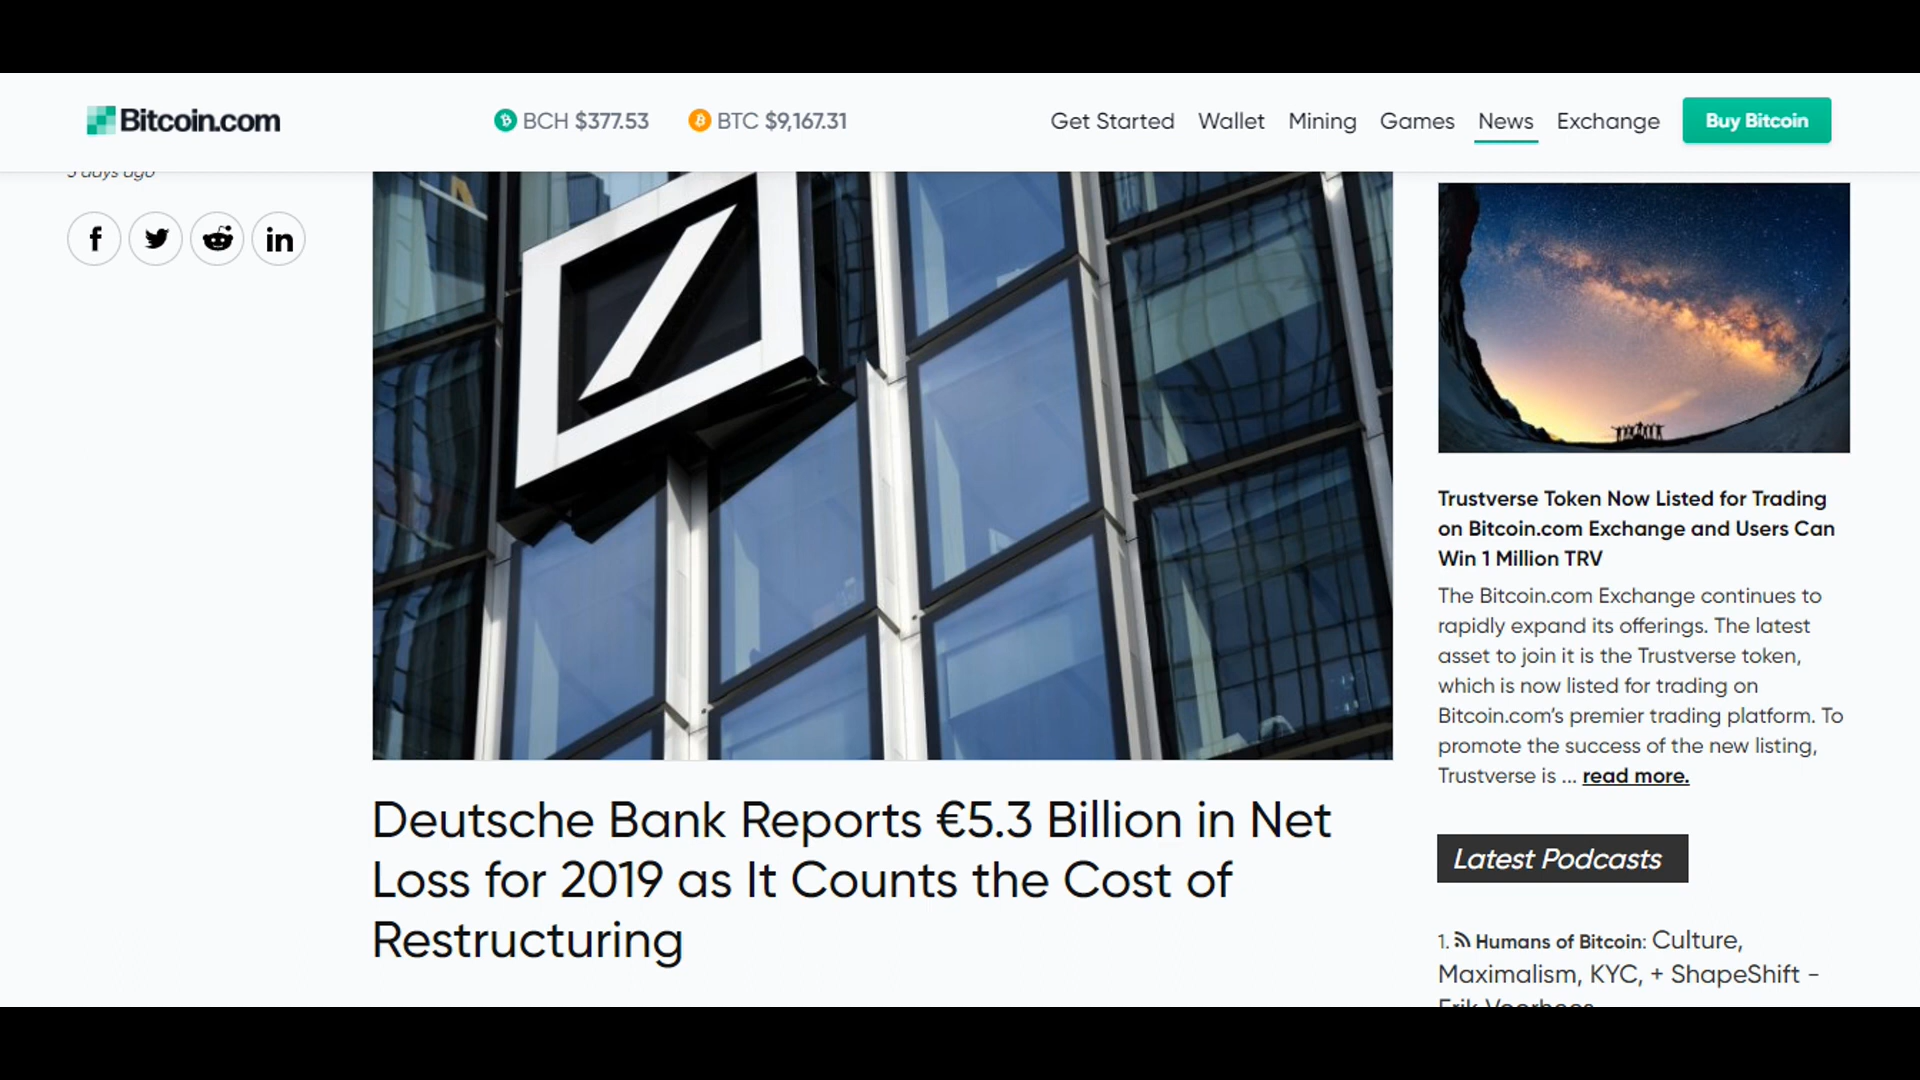 Bitcoin.com
BCH $377.53
BTC $9,167.31
Get Started
Wallet
Mining
Games
News
Exchange
Buy Bitcoin
Deutsche Bank Reports €5.3 Billion in Net
Loss for 2019 as It Counts the Cost of
Restructuring
Trustverse Token Now Listed for Trading
on Bitcoin.com Exchange and Users Can
Win 1 Million TRV
The Bitcoin.com Exchange continues to
rapidly expand its offerings. The latest
asset to join it is the Trustverse token,
which is now listed for trading on
Bitcoin.com's premier trading platform. To
promote the success of the new listing,
Trustverse is ... read more.
Latest Podcasts
1. Humans of Bitcoin: Culture,
Maximalism, KYC, + ShapeShift -
Erik Voorhees